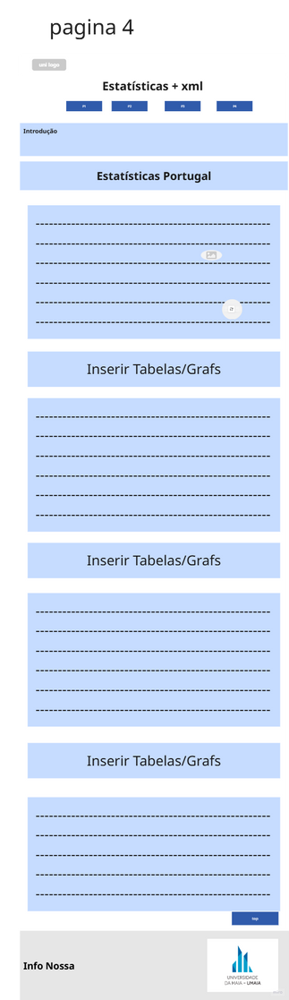 pagina 4
uni logo
Estatísticas + xml
P1 P2 P3 P4
Introdução
Estatísticas Portugal
Inserir Tabelas/Grafs
Inserir Tabelas/Grafs
Inserir Tabelas/Grafs
top
Info Nossa
UNIVERSIDADE
DA MAIA – UMAIA